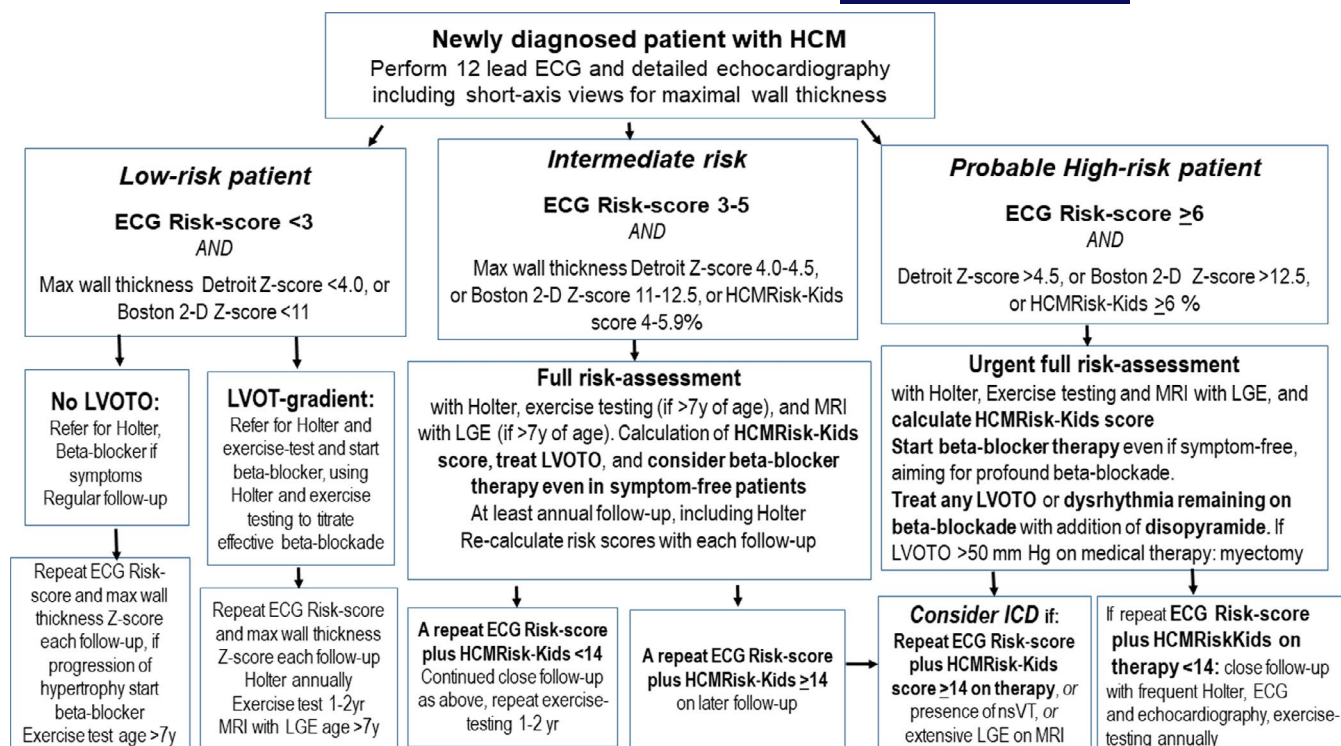 Newly diagnosed patient with HCM
Perform 12 lead ECG and detailed echocardiography
including short-axis views for maximal wall thickness
Low-risk patient
ECG Risk-score <3
AND
Max wall thickness Detroit Z-score <4.0, or
Boston 2-D Z-score <11
Intermediate risk
ECG Risk-score 3-5
AND
Max wall thickness Detroit Z-score 4.0-4.5,
or Boston 2-D Z-score 11-12.5, or HCMRisk-Kids
score 4-5.9%
Probable High-risk patient
ECG Risk-score ≥6
AND
Detroit Z-score >4.5, or Boston 2-D Z-score >12.5,
or HCMRisk-Kids ≥6 %
No LVOTO:
Refer for Holter,
Beta-blocker if
symptoms
Regular follow-up
LVOT-gradient:
Refer for Holter and
exercise-test and start
beta-blocker, using
Holter and exercise
testing to titrate
effective beta-blockade
Full risk-assessment
with Holter, exercise testing (if >7y of age), and MRI
with LGE (if >7y of age). Calculation of HCMRisk-Kids
score, treat LVOTO, and consider beta-blocker
therapy even in symptom-free patients
At least annual follow-up, including Holter
Re-calculate risk scores with each follow-up
Urgent full risk-assessment
with Holter, Exercise testing and MRI with LGE, and
calculate HCMRisk-Kids score
Start beta-blocker therapy even if symptom-free,
aiming for profound beta-blockade.
Treat any LVOTO or dysrhythmia remaining on
beta-blockade with addition of disopyramide. If
LVOTO >50 mm Hg on medical therapy: myectomy
Repeat ECG Risk-
score and max wall
thickness Z-score
each follow-up, if
progression of
hypertrophy start
beta-blocker
Exercise test age >7y
Repeat ECG Risk-score
and max wall thickness
Z-score each follow-up
Holter annually
Exercise test 1-2yr
MRI with LGE age >7y
A repeat ECG Risk-score
plus HCMRisk-Kids <14
Continued close follow-up
as above, repeat exercise-
testing 1-2 yr
A repeat ECG Risk-score
plus HCMRisk-Kids ≥14
on later follow-up
Consider ICD if:
Repeat ECG Risk-score
plus HCMRisk-Kids
score ≥14 on therapy, or
presence of nsVT, or
extensive LGE on MRI
If repeat ECG Risk-score
plus HCMRiskKids on
therapy <14: close follow-up
with frequent Holter, ECG
and echocardiography, exercise-
testing annually